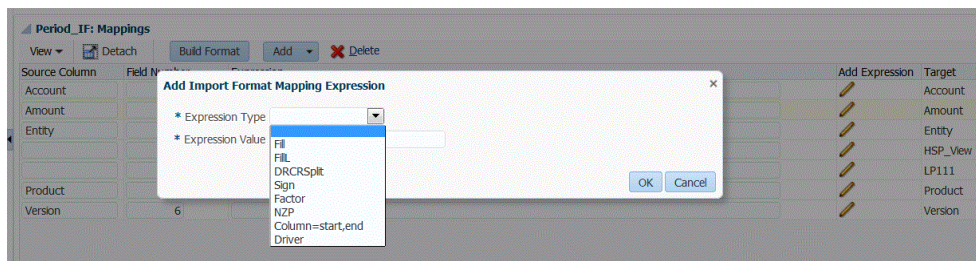 Period_IF: Mappings
View Detach Build Format Add Delete
Source Column Field Number Expression Add Expression Target
Add Import Format Mapping Expression ×
Account Account
* Expression Type
Amount Amount
* Expression Value
Entity Entity
Fill
FillL
HSP_View
DRCRSplit
LP111
Sign
OK Cancel
Product Product
Factor
NZP
Version 6 Version
Column=start,end
Driver